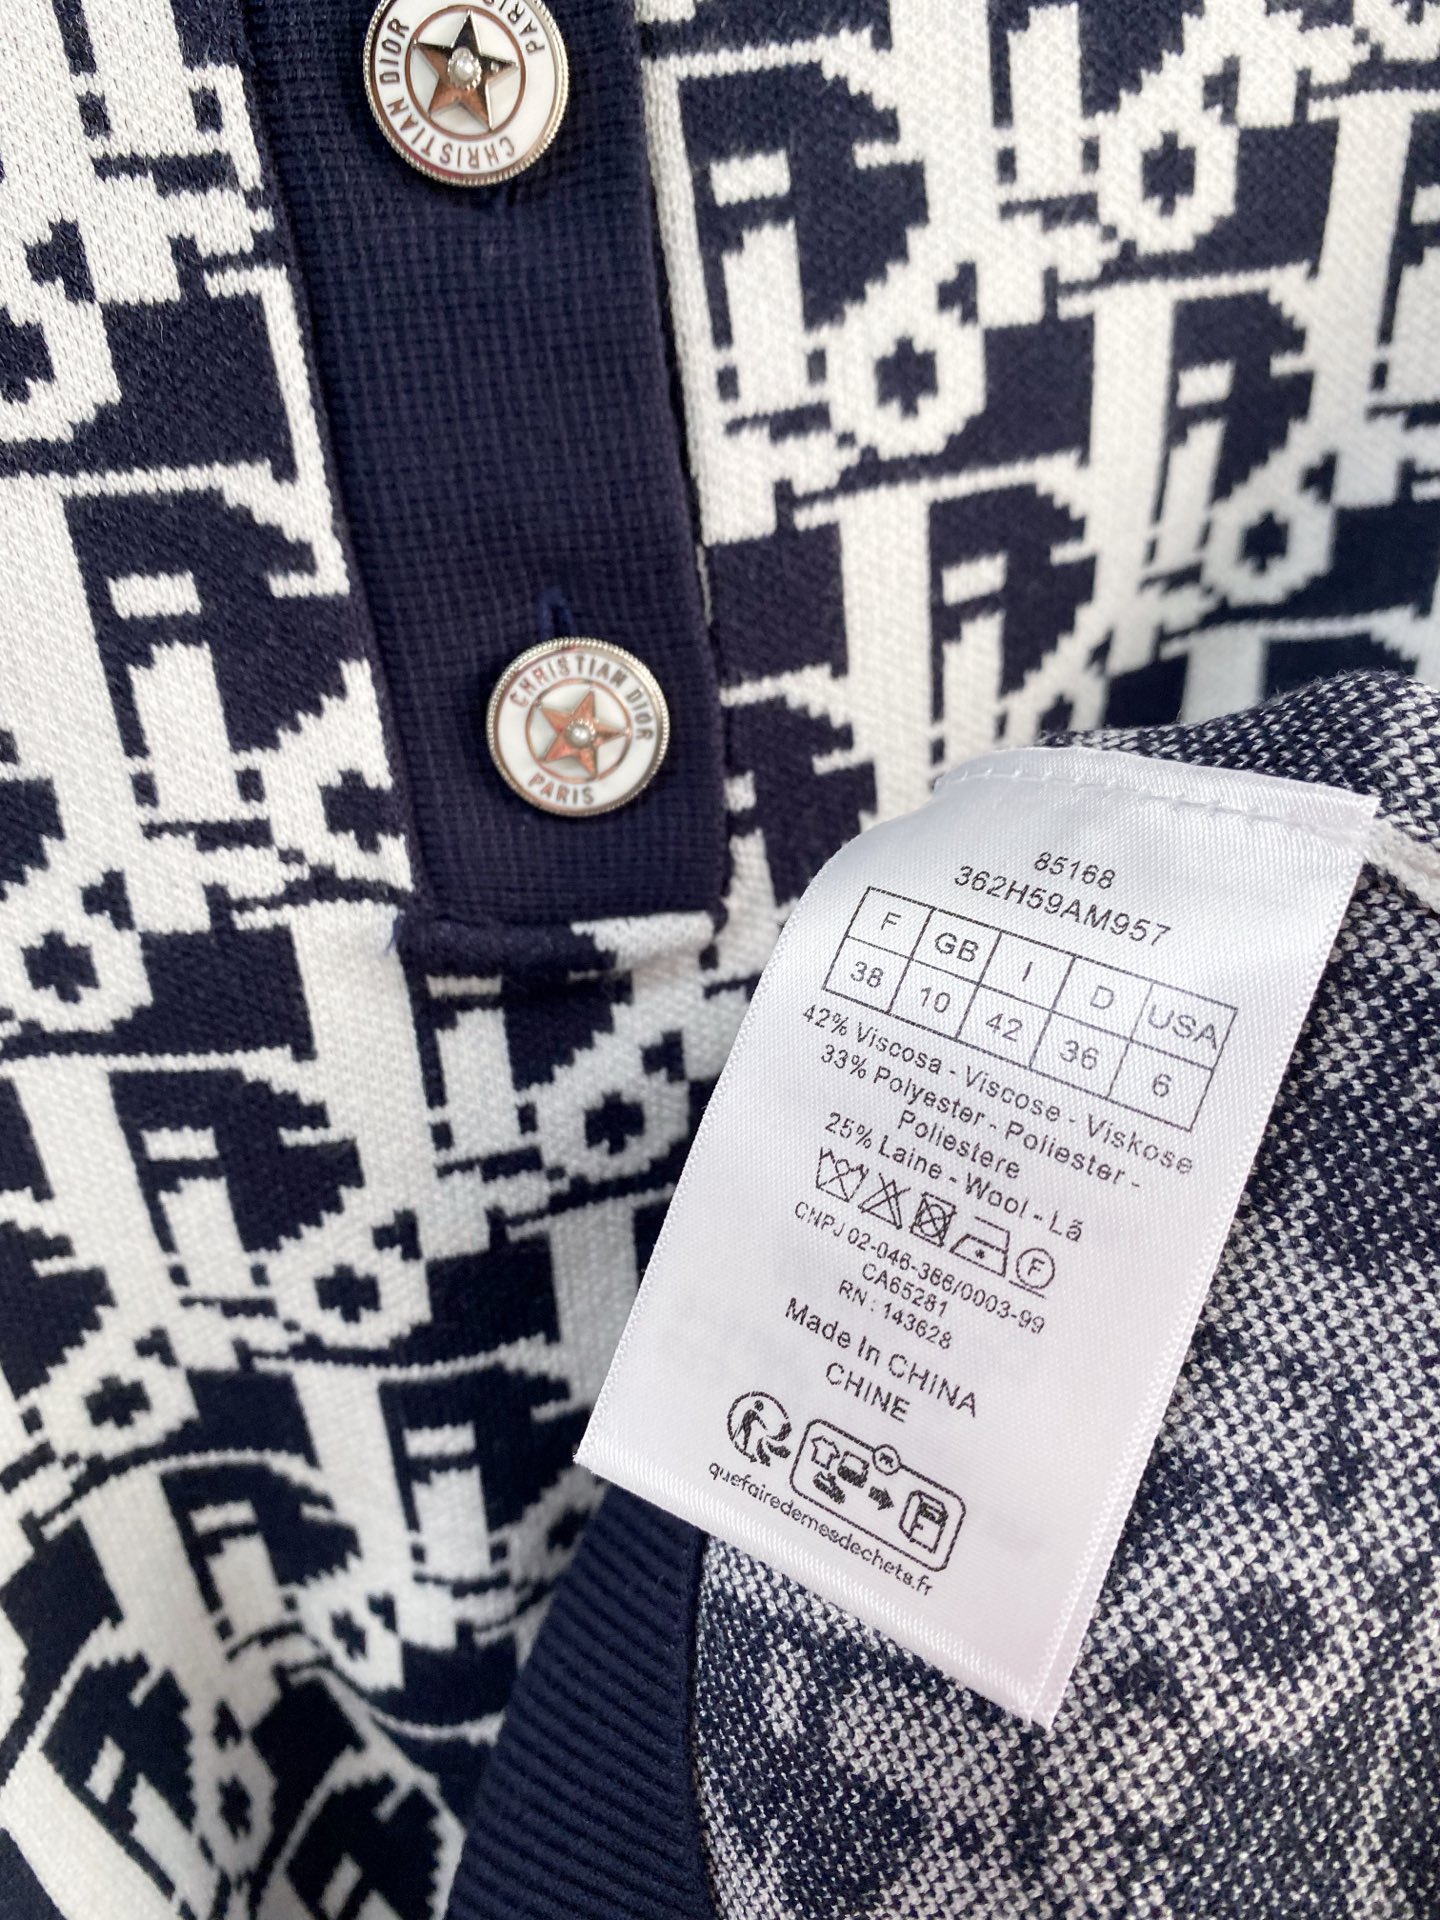 CHRISTIAN DIOR
PARIS
CHRISTIAN DIOR
PARIS
85168
362H59AM957
F GB I D USA
38 10 42 36 6
42% Viscosa - Viscose - Viskose
33% Polyester - Poliester -
Poliestere
25% Laine - Wool - Lã
F
CNPJ 02-046-386/0003-99
CA65281
RN : 143628
Made In CHINA
CHINE
quefairedemesdechets.fr